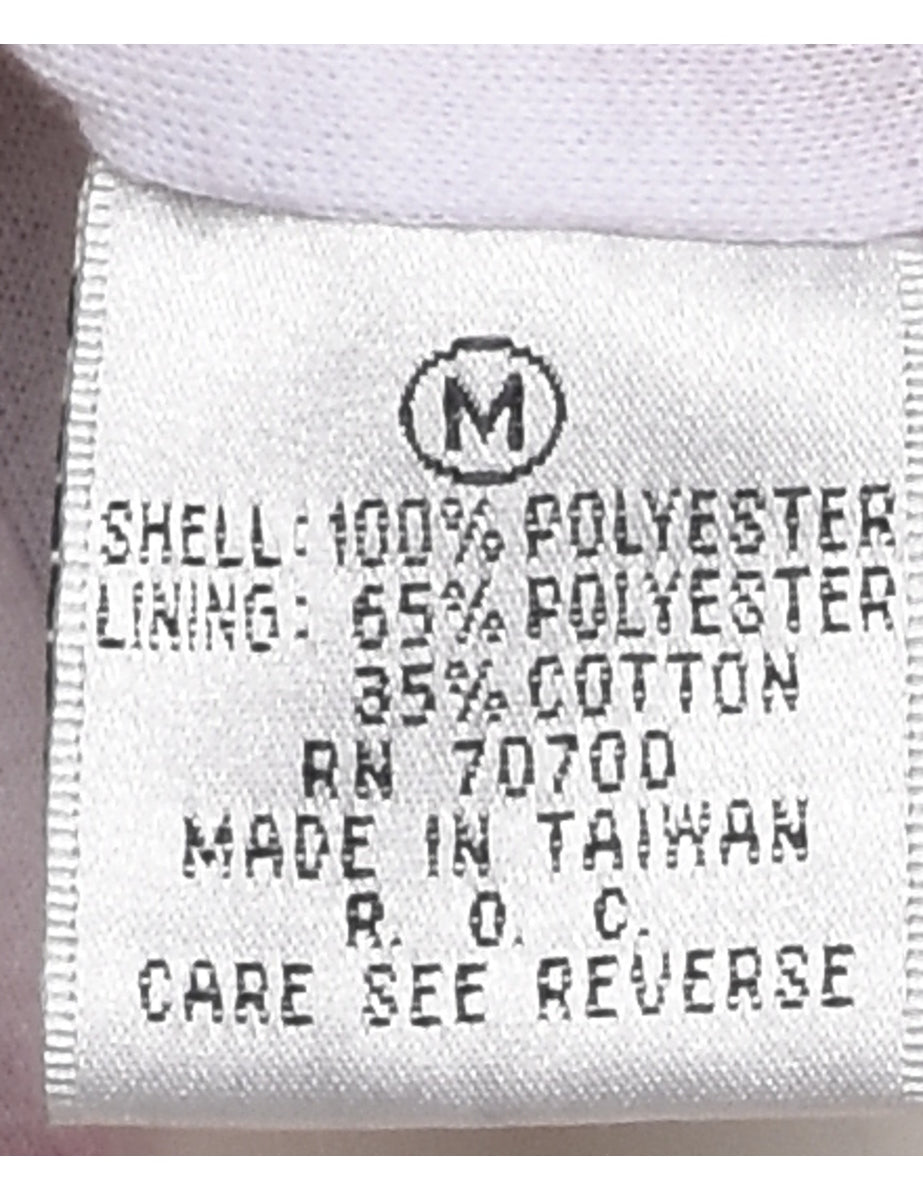 M
SHELL: 100% POLYESTER
LINING: 65% POLYESTER
35% COTTON
RN 70700
MADE IN TAIWAN
R. O. C.
CARE SEE REVERSE